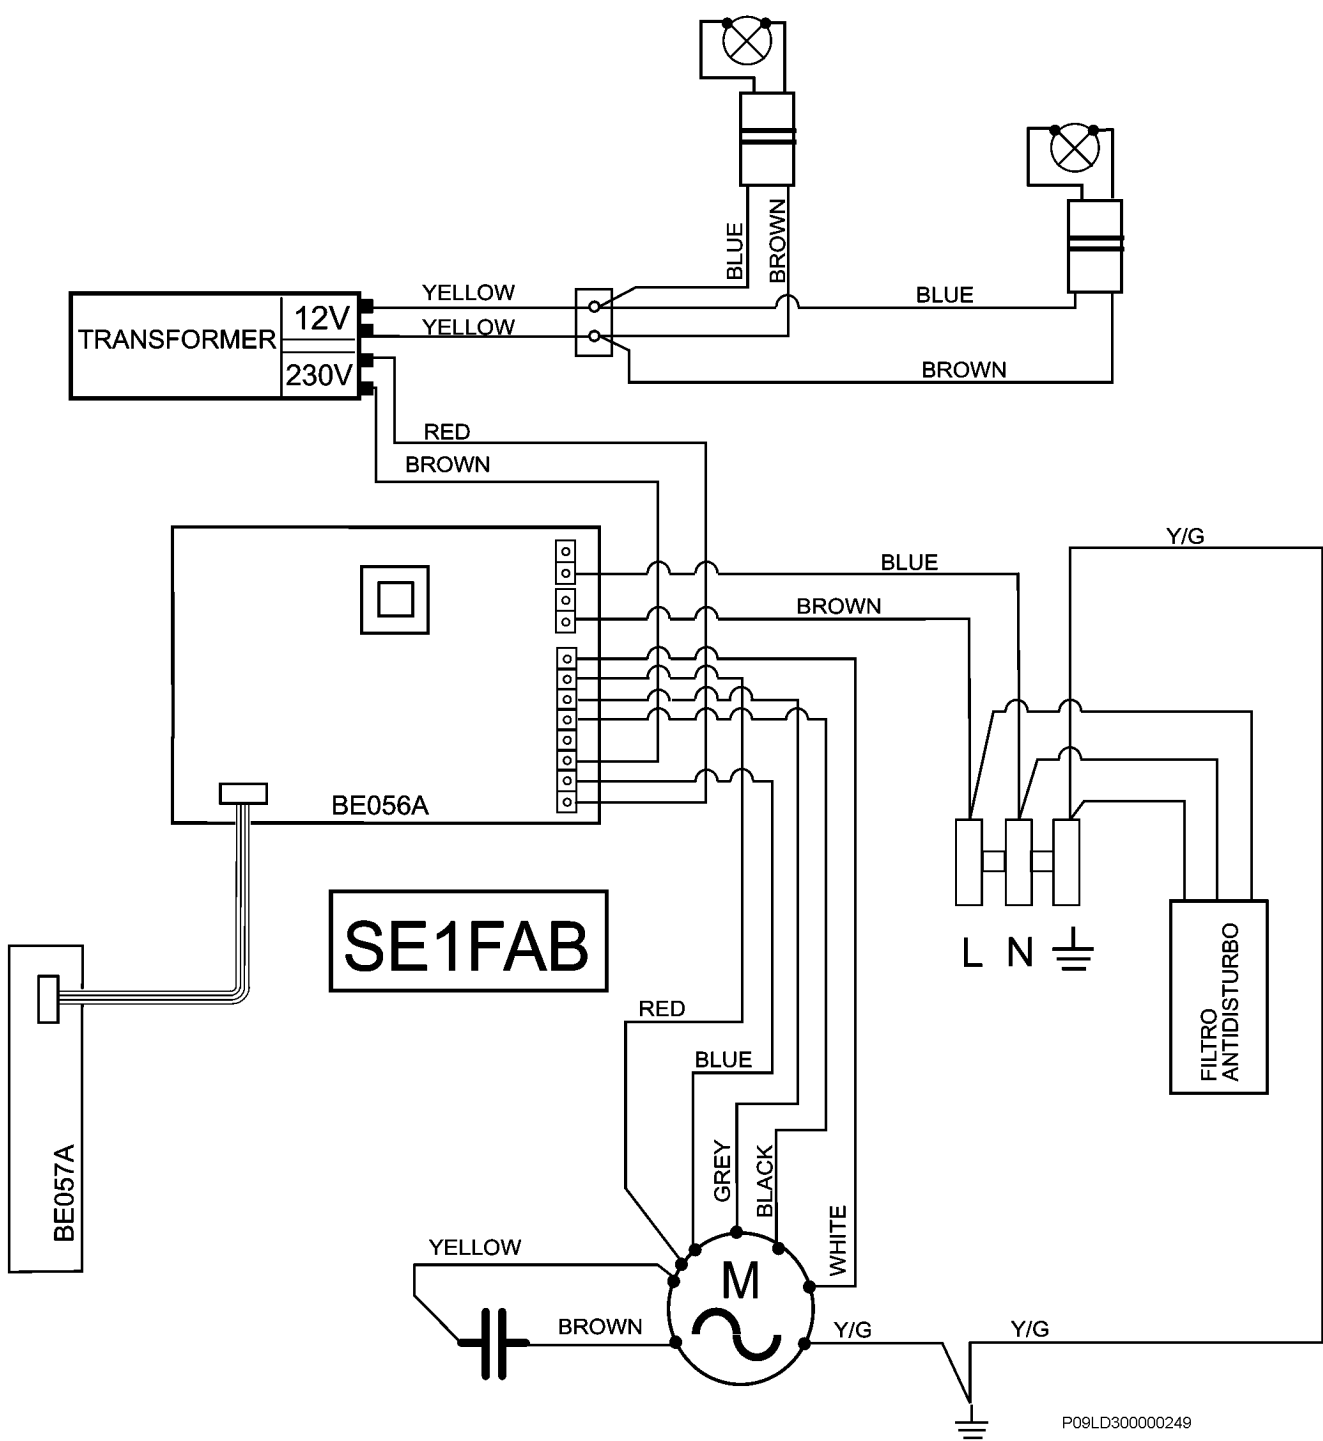 BLUE
BROWN
YELLOW
BLUE
TRANSFORMER
12V
YELLOW
230V
BROWN
RED
BROWN
Y/G
BLUE
BROWN
BE056A
SE1FAB
L N
FILTRO
ANTIDISTURBO
RED
BLUE
BE057A
GREY
BLACK
WHITE
YELLOW
M
BROWN
Y/G
Y/G
P09LD300000249